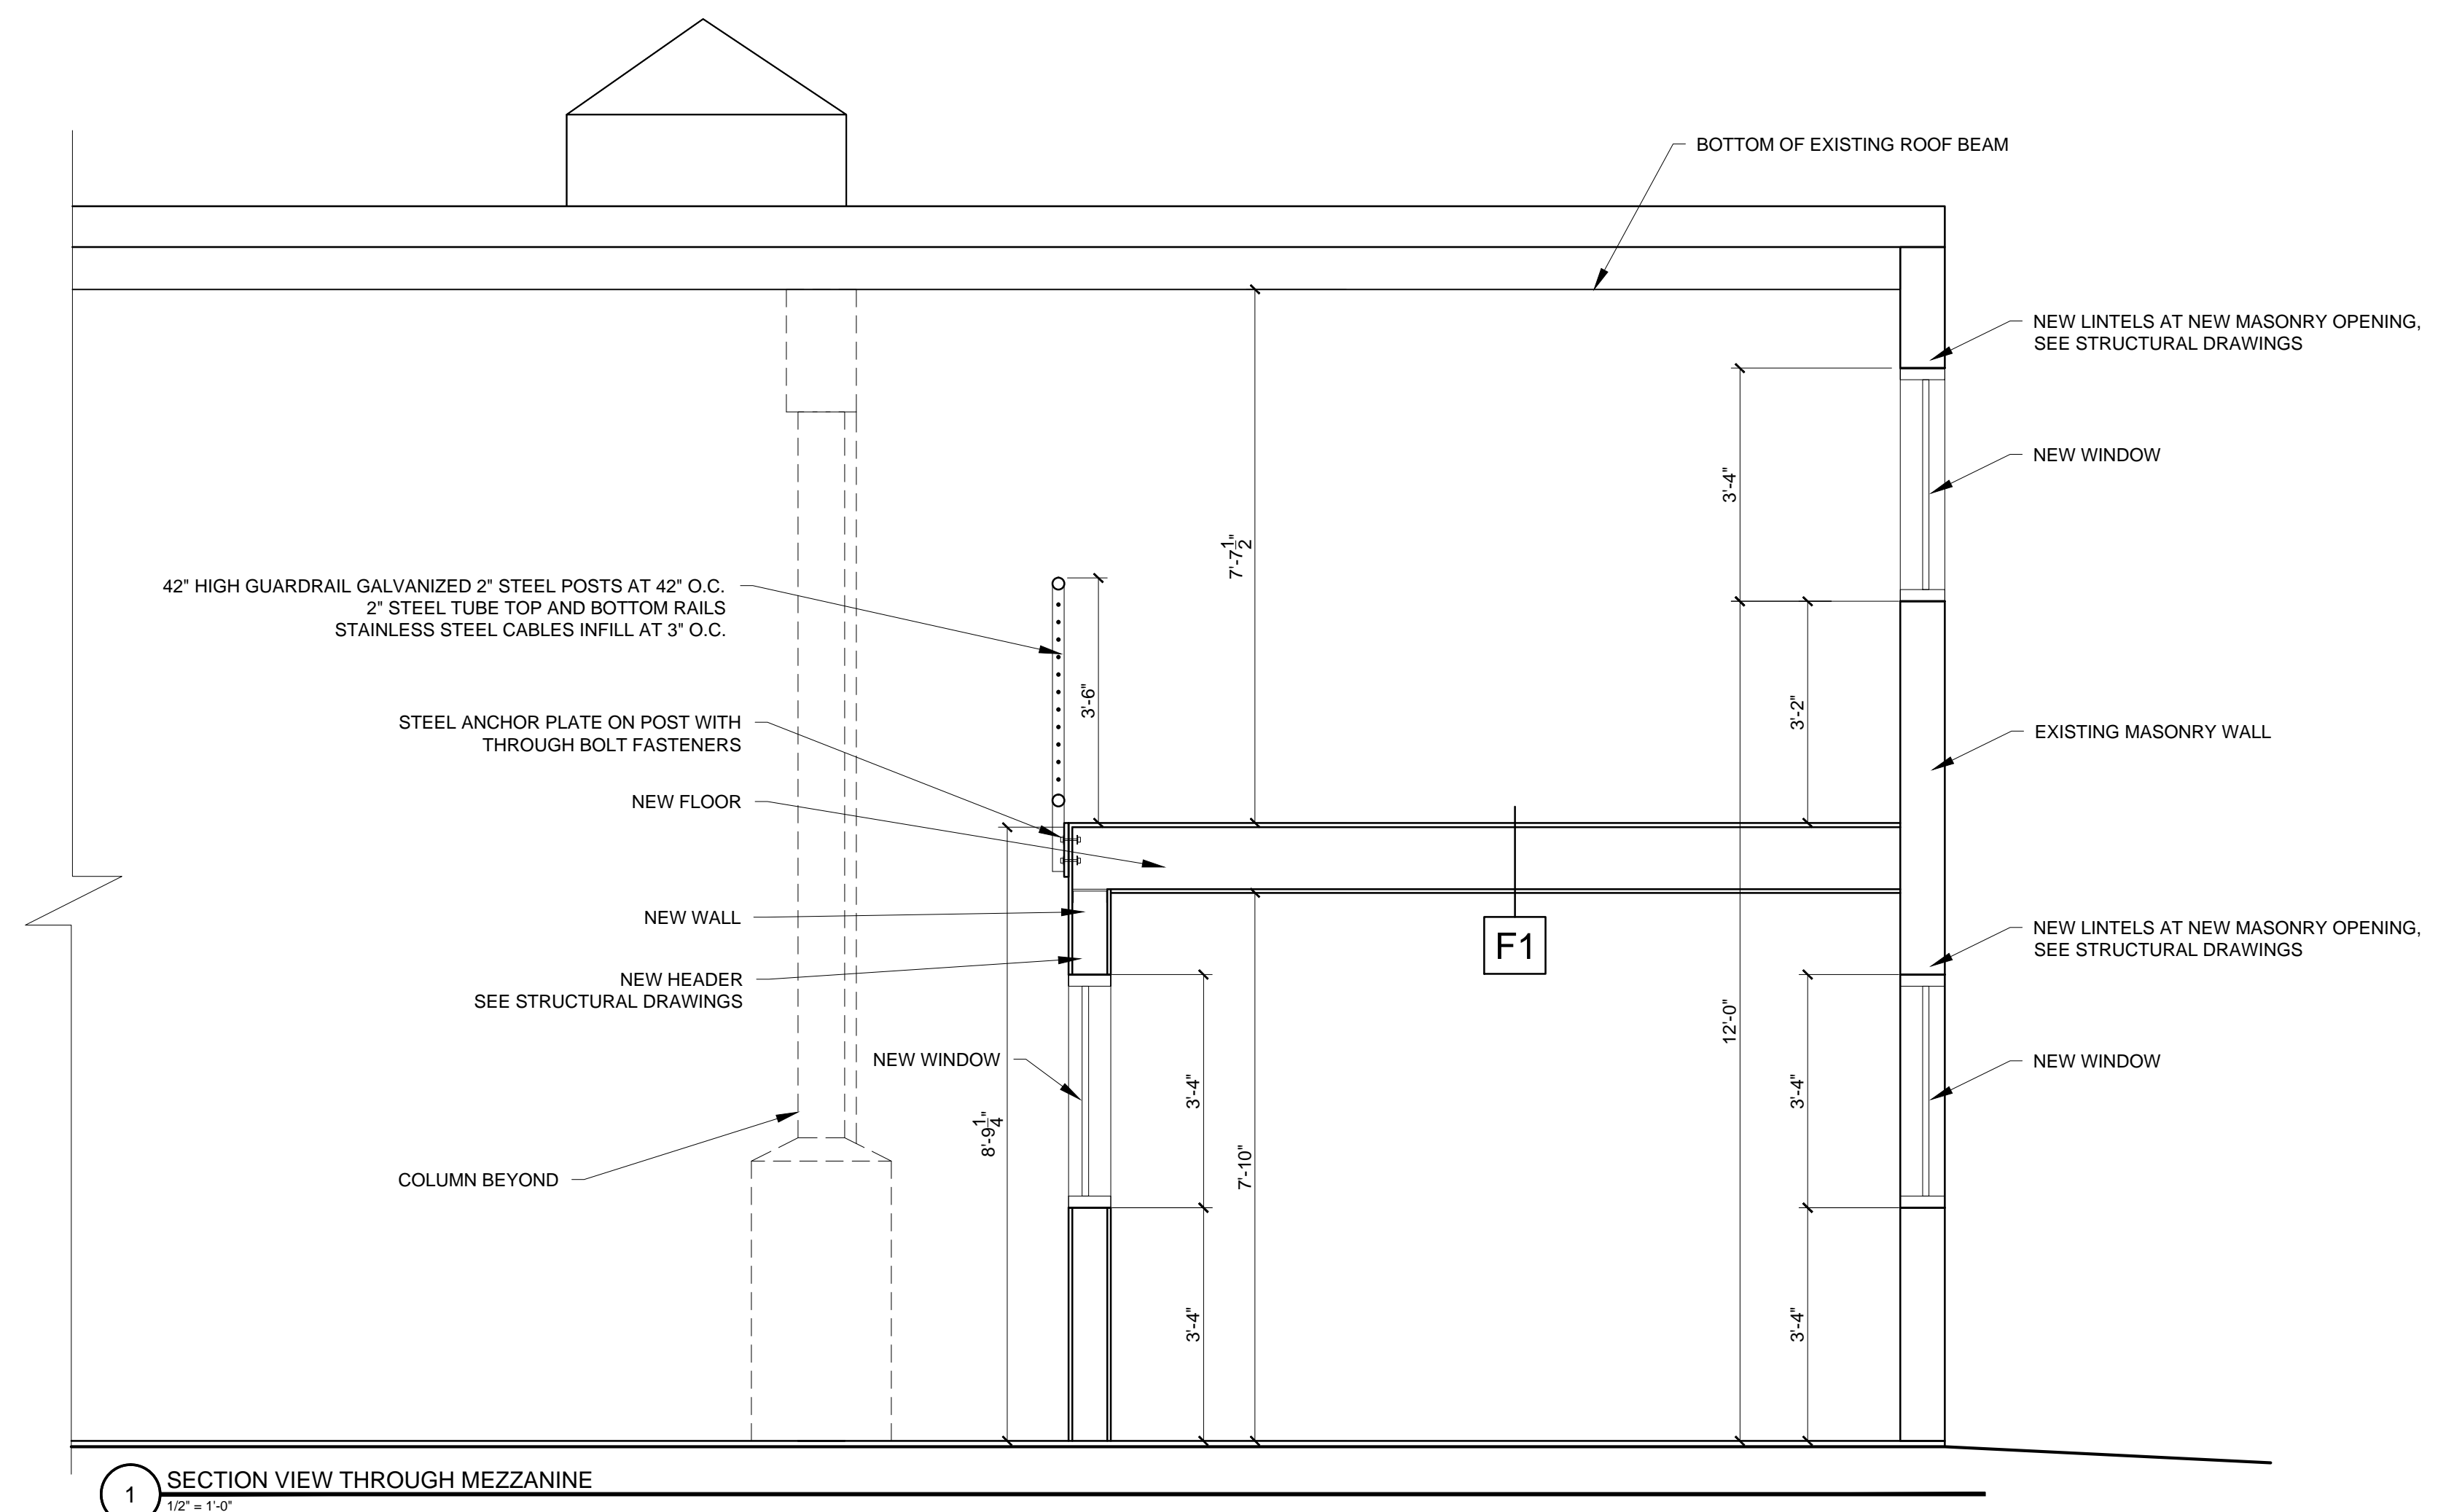 BOTTOM OF EXISTING ROOF BEAM
NEW LINTELS AT NEW MASONRY OPENING,
SEE STRUCTURAL DRAWINGS
NEW WINDOW
3'-4"
7'-7 1/2"
42" HIGH GUARDRAIL GALVANIZED 2" STEEL POSTS AT 42" O.C.
2" STEEL TUBE TOP AND BOTTOM RAILS
STAINLESS STEEL CABLES INFILL AT 3" O.C.
3'-6"
3'-2"
STEEL ANCHOR PLATE ON POST WITH
THROUGH BOLT FASTENERS
EXISTING MASONRY WALL
NEW FLOOR
NEW WALL
F1
NEW LINTELS AT NEW MASONRY OPENING,
SEE STRUCTURAL DRAWINGS
NEW HEADER
SEE STRUCTURAL DRAWINGS
12'-0"
NEW WINDOW
NEW WINDOW
3'-4"
3'-4"
8'-9 1/4"
7'-10"
COLUMN BEYOND
3'-4"
3'-4"
1
SECTION VIEW THROUGH MEZZANINE
1/2" = 1'-0"